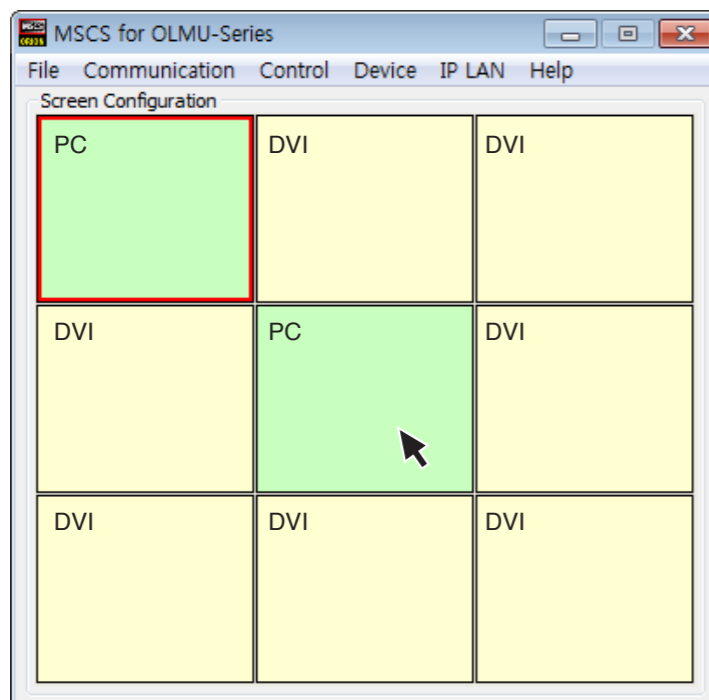 MSCS for OLMU-Series
File Communication Control Device IP LAN Help
Screen Configuration
PC DVI DVI
DVI PC DVI
DVI DVI DVI